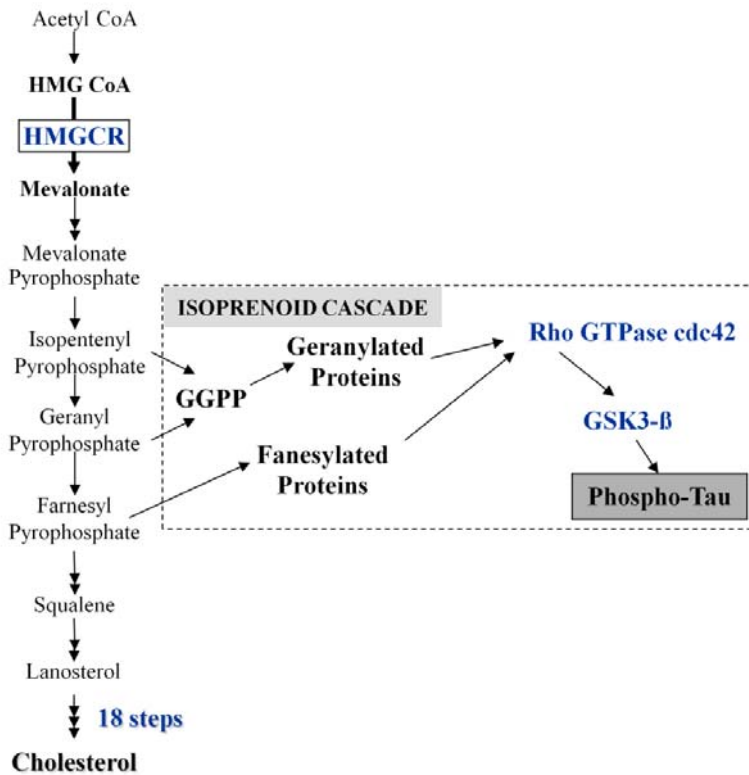 Acetyl CoA
HMG CoA
HMGCR
Mevalonate
Mevalonate
Pyrophosphate
Isopentenyl
Pyrophosphate
Geranyl
Pyrophosphate
Farnesyl
Pyrophosphate
Squalene
Lanosterol
18 steps
Cholesterol
ISOPRENOID CASCADE
GGPP
Geranylated
Proteins
Fanesylated
Proteins
Rho GTPase cdc42
GSK3-ß
Phospho-Tau